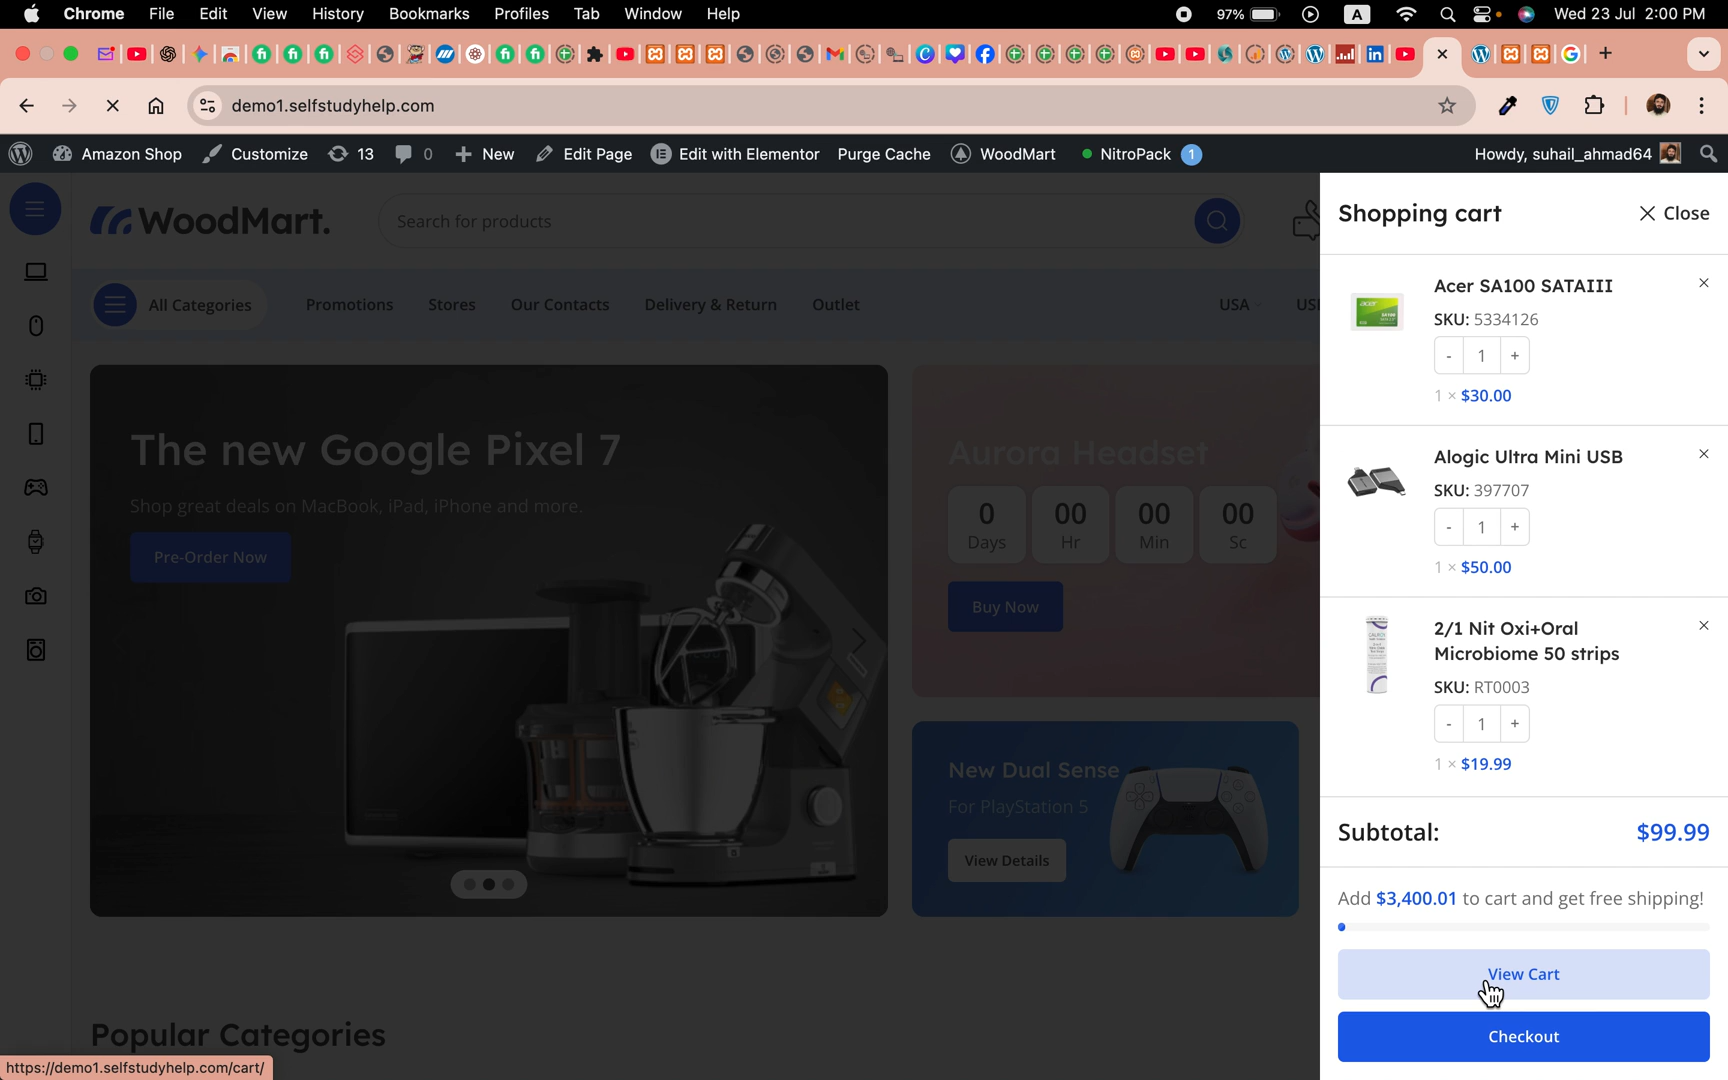 Chrome File Edit View History Bookmarks Profiles Tab Window Help 97% A Wed 23 Jul 2:00 PM
demo1.selfstudyhelp.com
Amazon Shop Customize 13 0 New Edit Page Edit with Elementor Purge Cache WoodMart NitroPack 1 Howdy, suhail_ahmad64
WoodMart.
Search for products
All Categories Promotions Stores Our Contacts Delivery & Return Outlet USA
The new Google Pixel 7
Shop great deals on MacBook, iPad, iPhone and more.
Pre-Order Now
Aurora Headset
0 00 00 00
Days Hr Min Sc
Buy Now
New Dual Sense
For PlayStation 5
View Details
Popular Categories
https://demo1.selfstudyhelp.com/cart/
Shopping cart
Close
Acer SA100 SATAIII
SKU: 5334126
- 1 +
1 × $30.00
Alogic Ultra Mini USB
SKU: 397707
- 1 +
1 × $50.00
2/1 Nit Oxi+Oral
Microbiome 50 strips
SKU: RT0003
- 1 +
1 × $19.99
Subtotal: $99.99
Add $3,400.01 to cart and get free shipping!
View Cart
Checkout